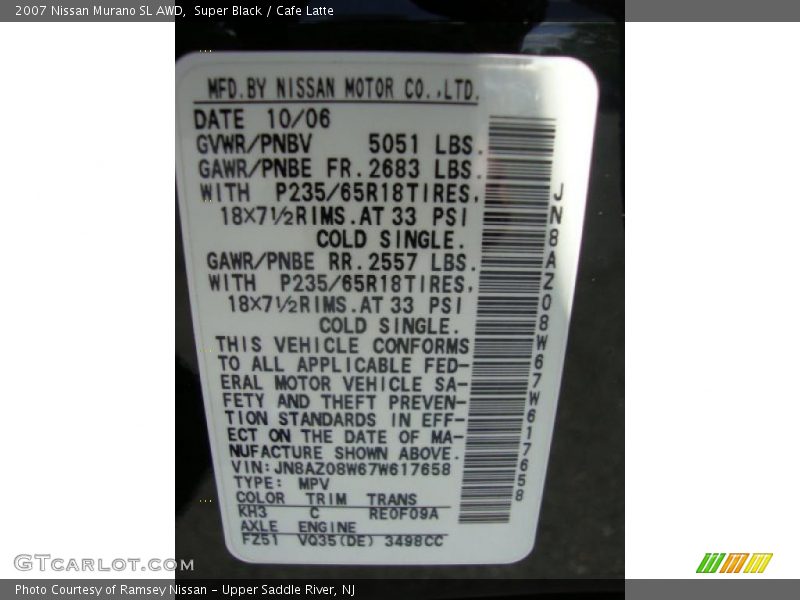 2007 Nissan Murano SL AWD,  Super Black / Cafe Latte
MFD.BY NISSAN MOTOR CO.,LTD.
DATE 10/06
GVWR/PNBV 5051 LBS.
GAWR/PNBE FR.2683 LBS.
WITH P235/65R18TIRES,
18×7½RIMS.AT 33 PSI
COLD SINGLE.
GAWR/PNBE RR.2557 LBS.
WITH P235/65R18TIRES,
18×7½RIMS.AT 33 PSI
COLD SINGLE.
THIS VEHICLE CONFORMS
TO ALL APPLICABLE FED-
ERAL MOTOR VEHICLE SA-
FETY AND THEFT PREVEN-
TION STANDARDS IN EFF-
ECT ON THE DATE OF MA-
NUFACTURE SHOWN ABOVE.
VIN:JN8AZ08W67W617658
TYPE: MPV
COLOR TRIM TRANS
KH3 C RE0F09A
AXLE ENGINE
FZ51 VQ35(DE) 3498CC
JN8AZ08W67W617658
GTCARLOT.COM
Photo Courtesy of Ramsey Nissan - Upper Saddle River, NJ